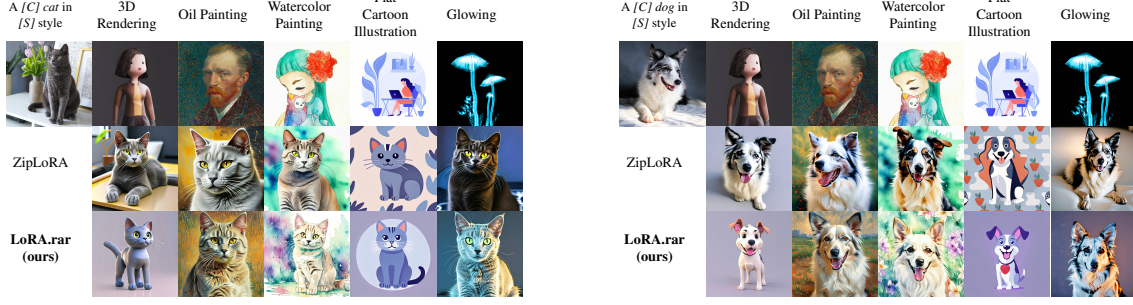 A [C] cat in
[S] style
3D
Rendering
Oil Painting
Watercolor
Painting
Flat
Cartoon
Illustration
Glowing
ZipLoRA
LoRA.rar
(ours)
A [C] dog in
[S] style
3D
Rendering
Oil Painting
Watercolor
Painting
Flat
Cartoon
Illustration
Glowing
ZipLoRA
LoRA.rar
(ours)